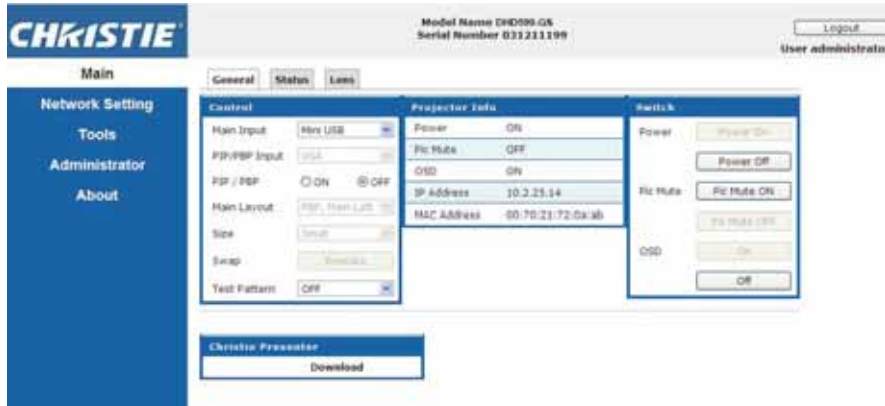 CHRISTIE
Model Name DHD599-GS
Serial Number 031211199
Logout
User administrato
Main
Network Setting
Tools
Administrator
About
General Status Lens
Control
Main Input Mini USB
PIP/PBP Input VGA
PIP / PBP ON OFF
Main Layout PBP, Main Left
Size Small
Swap Execute
Test Pattern OFF
Projector Info
Power ON
Pic Mute OFF
OSD ON
IP Address 10.2.25.14
MAC Address 00:70:21:72:0a:ab
Switch
Power Power On
Power Off
Pic Mute Pic Mute ON
Pic Mute OFF
OSD On
Off
Christie Presenter
Download